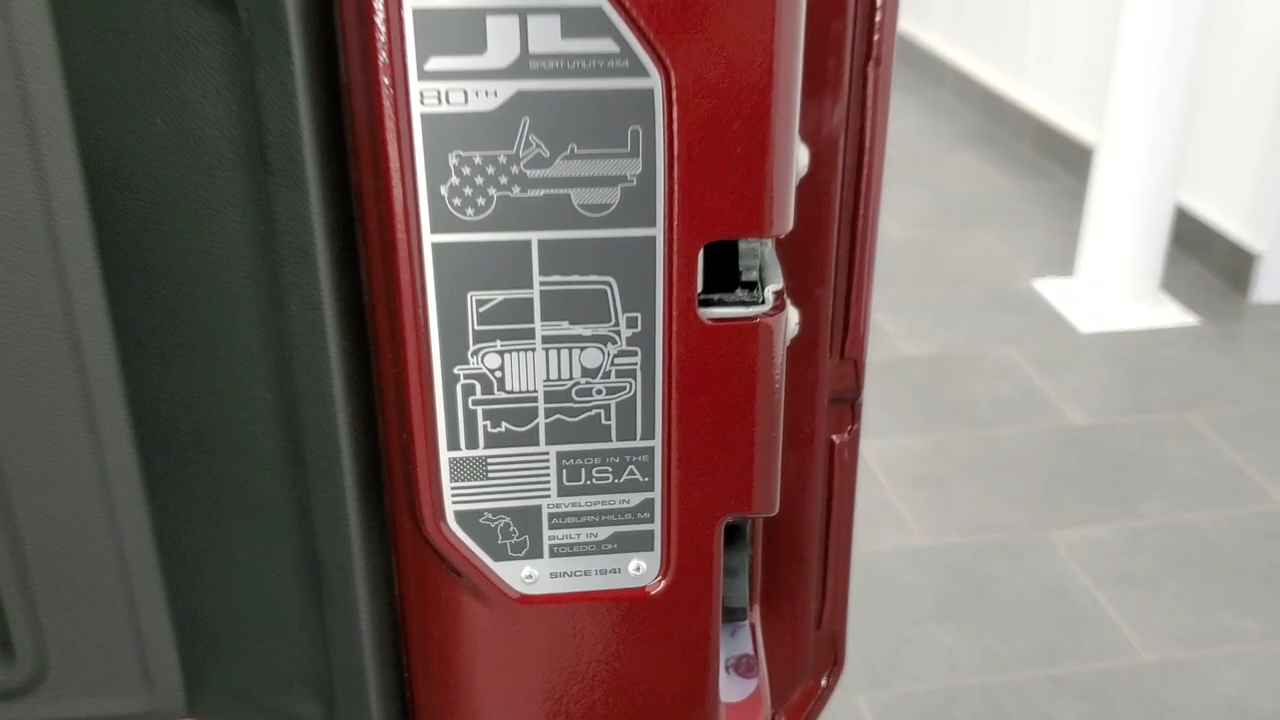 JL
SPORT UTILITY 4X4
80TH
MADE IN THE
U.S.A.
DEVELOPED IN
AUBURN HILLS, MI
BUILT IN
TOLEDO, OH
SINCE 1941